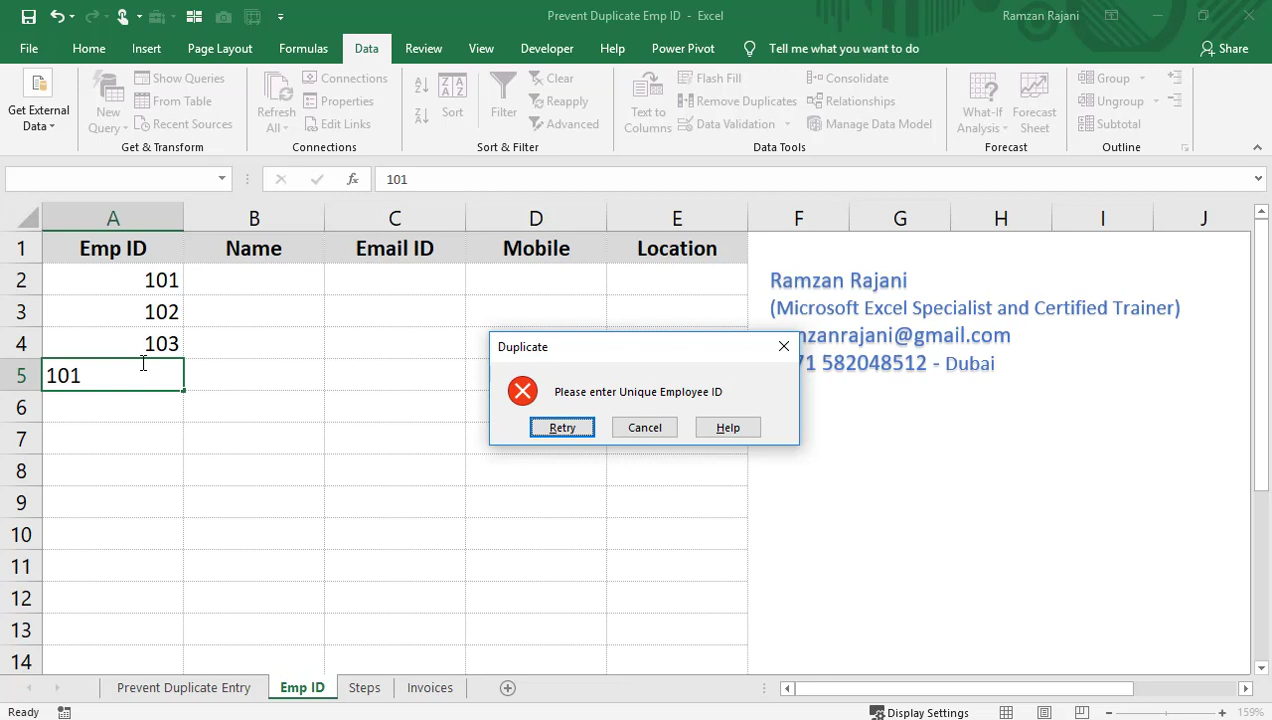 Prevent Duplicate Emp ID - Excel
Ramzan Rajani
File Home Insert Page Layout Formulas Data Review View Developer Help Power Pivot Tell me what you want to do Share
Get External Data
New Query
Show Queries
From Table
Recent Sources
Get & Transform
Refresh All
Connections
Properties
Edit Links
Connections
Sort
Filter
Clear
Reapply
Advanced
Sort & Filter
Text to Columns
Flash Fill
Remove Duplicates
Data Validation
Consolidate
Relationships
Manage Data Model
Data Tools
What-If Analysis
Forecast Sheet
Forecast
Group
Ungroup
Subtotal
Outline
fx 101
A B C D E F G H I J
1 Emp ID Name Email ID Mobile Location
2 101
3 102
4 103
5 101
6
7
8
9
10
11
12
13
14
Ramzan Rajani
(Microsoft Excel Specialist and Certified Trainer)
mzanrajani@gmail.com
71 582048512 - Dubai
Duplicate
Please enter Unique Employee ID
Retry Cancel Help
Prevent Duplicate Entry Emp ID Steps Invoices
Ready Display Settings 159%